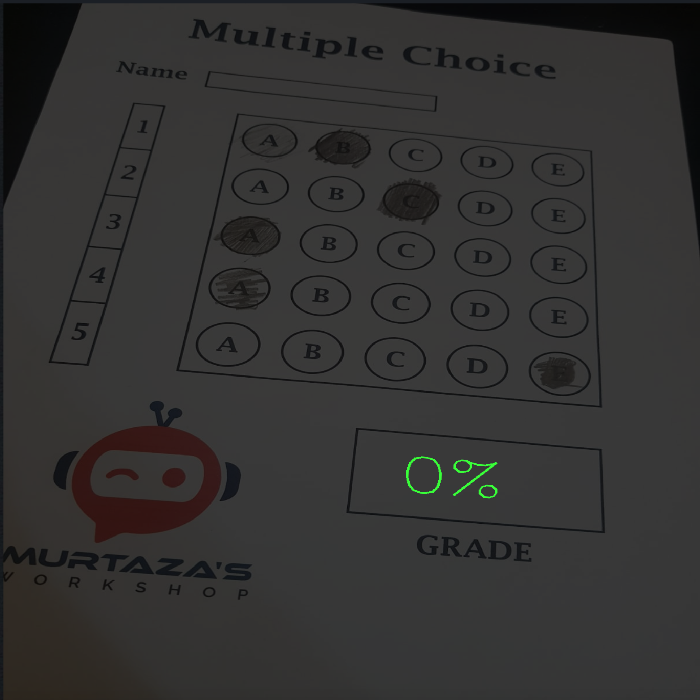 Multiple Choice
Name
1 A B C D E
2 A B C D E
3 A B C D E
4 A B C D E
5 A B C D E
0%
GRADE
MURTAZA'S
WORKSHOP